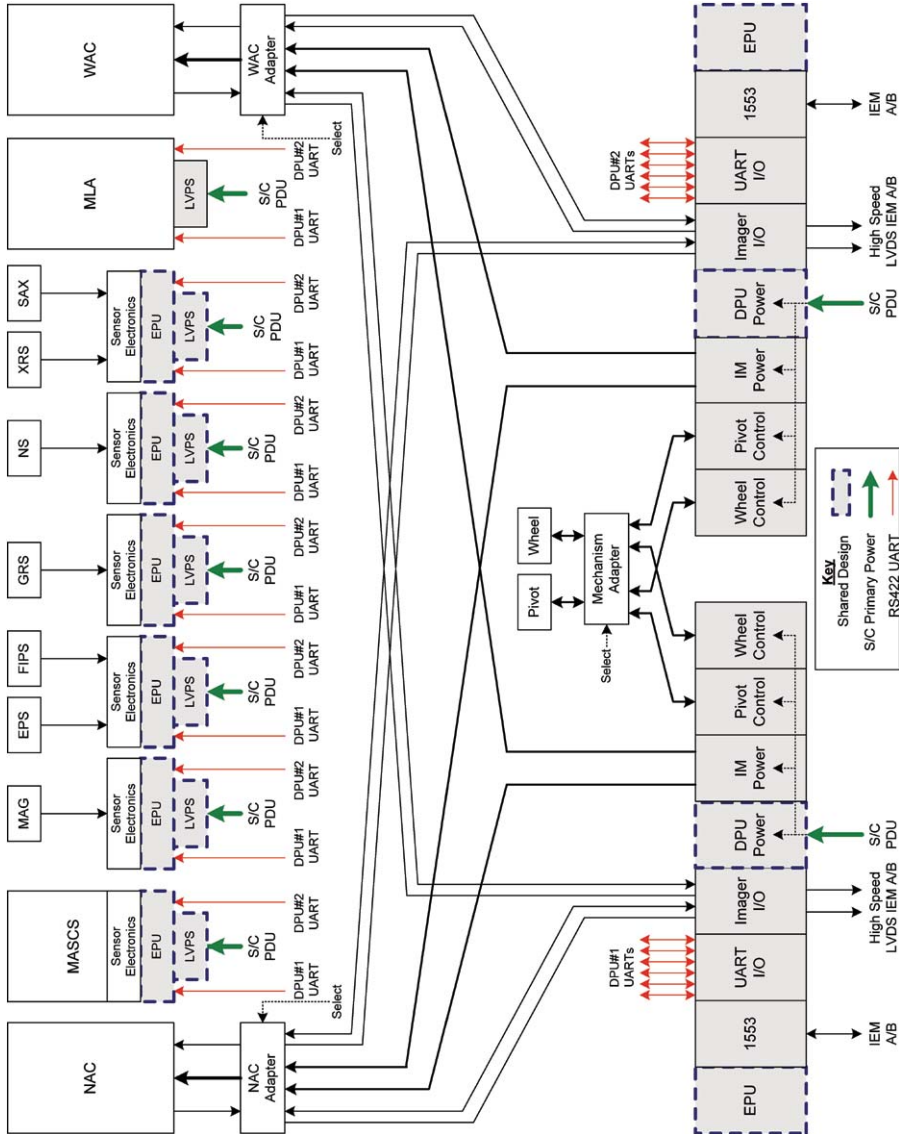 NAC
MASCS
MAG
EPS
FIPS
GRS
NS
XRS
SAX
MLA
WAC
Sensor
Electronics
EPU
LVPS
S/C
PDU
DPU#1
UART
DPU#2
UART
Sensor
Electronics
EPU
LVPS
S/C
PDU
DPU#1
UART
DPU#2
UART
Sensor
Electronics
EPU
LVPS
S/C
PDU
DPU#1
UART
DPU#2
UART
Sensor
Electronics
EPU
LVPS
S/C
PDU
DPU#1
UART
DPU#2
UART
Sensor
Electronics
EPU
LVPS
S/C
PDU
DPU#1
UART
DPU#2
UART
Sensor
Electronics
EPU
LVPS
S/C
PDU
DPU#1
UART
DPU#2
UART
LVPS
S/C
PDU
DPU#1
UART
DPU#2
UART
NAC
Adapter
Select
WAC
Adapter
Select
Pivot
Wheel
Mechanism
Adapter
Select
DPU#1
UARTs
DPU#2
UARTs
EPU
1553
UART
I/O
Imager
I/O
DPU
Power
IM
Power
Pivot
Control
Wheel
Control
Wheel
Control
Pivot
Control
IM
Power
DPU
Power
Imager
I/O
UART
I/O
1553
EPU
IEM
A/B
High Speed
LVDS IEM A/B
S/C
PDU
S/C
PDU
High Speed
LVDS IEM A/B
IEM
A/B
Key
Shared Design
S/C Primary Power
RS422 UART